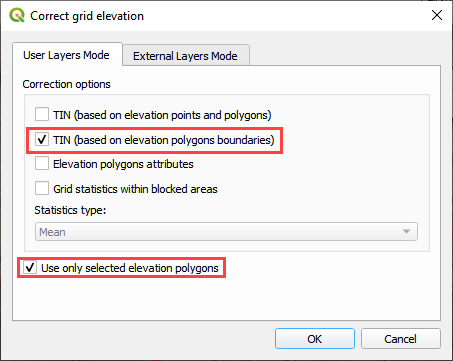 Correct grid elevation
User Layers Mode
External Layers Mode
Correction options
TIN (based on elevation points and polygons)
TIN (based on elevation polygons boundaries)
Elevation polygons attributes
Grid statistics within blocked areas
Statistics type:
Mean
Use only selected elevation polygons
OK
Cancel